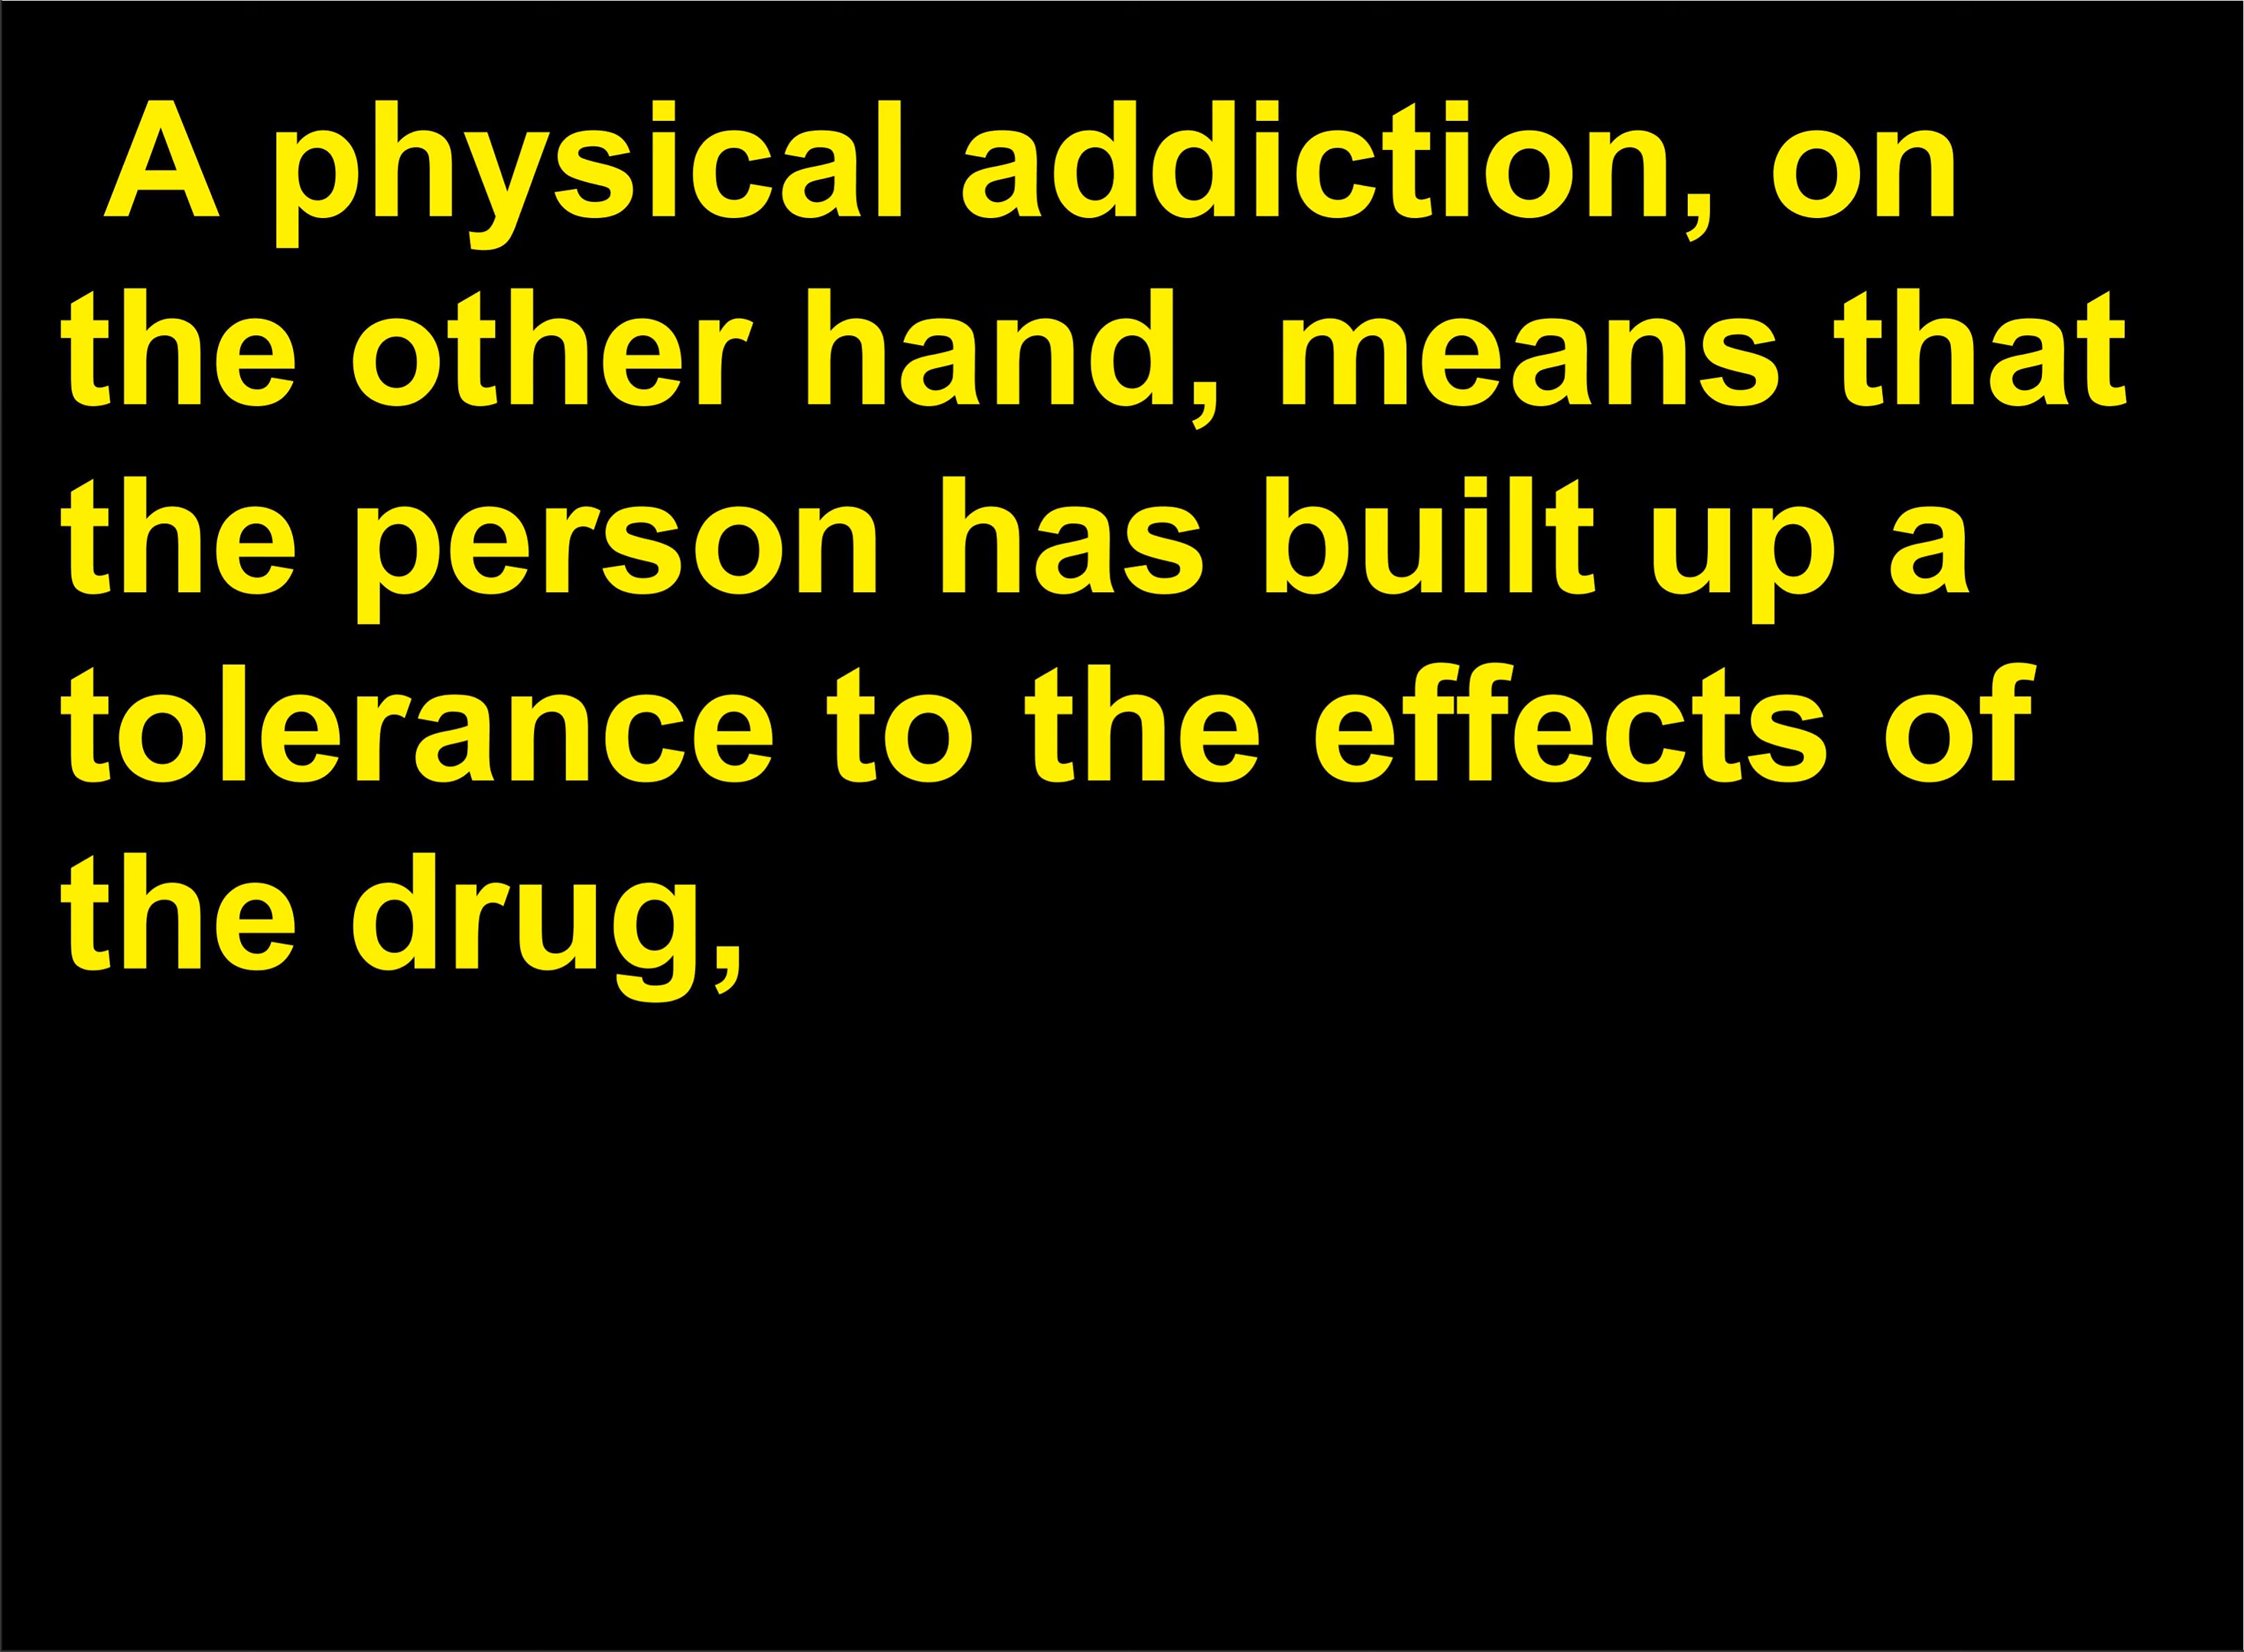 A physical addiction, on
the other hand, means that
the person has built up a
tolerance to the effects of
the drug,